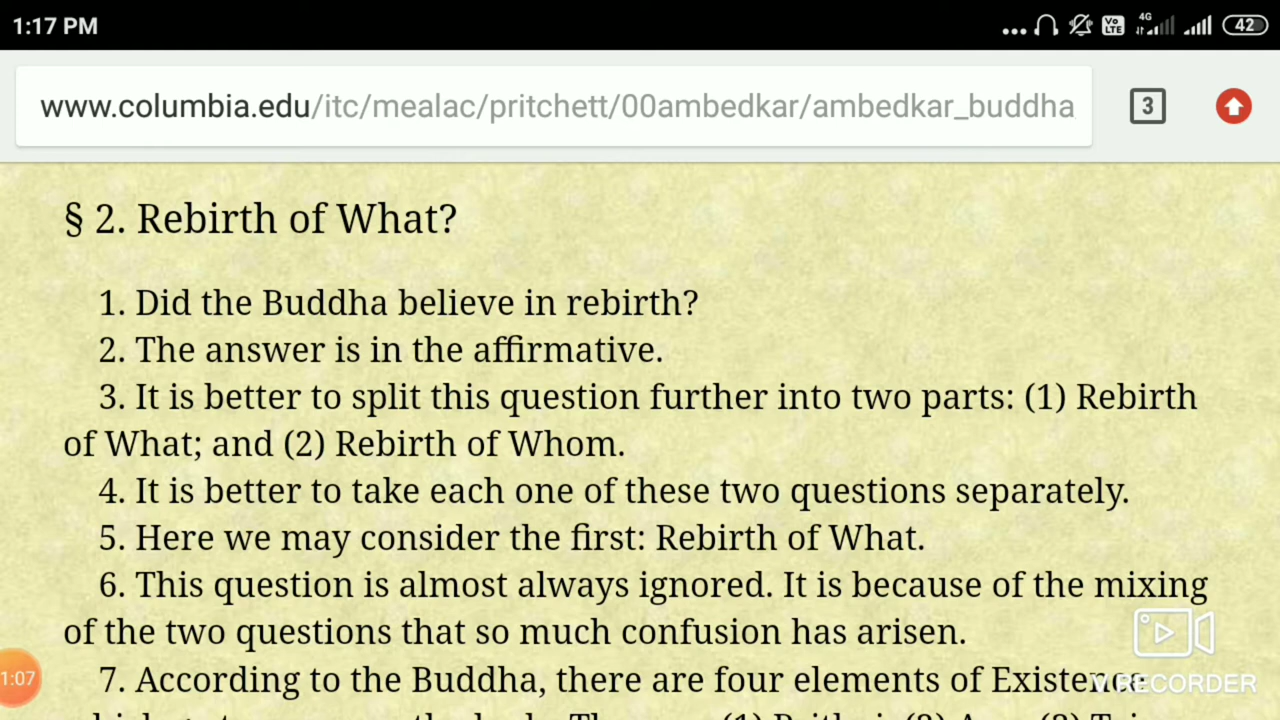 1:17 PM
4G
Vo
LTE
42
www.columbia.edu/itc/mealac/pritchett/00ambedkar/ambedkar_buddha
3
§ 2. Rebirth of What?
1. Did the Buddha believe in rebirth?
2. The answer is in the affirmative.
3. It is better to split this question further into two parts: (1) Rebirth
of What; and (2) Rebirth of Whom.
4. It is better to take each one of these two questions separately.
5. Here we may consider the first: Rebirth of What.
6. This question is almost always ignored. It is because of the mixing
of the two questions that so much confusion has arisen.
7. According to the Buddha, there are four elements of Existence
1:07
V RECORDER